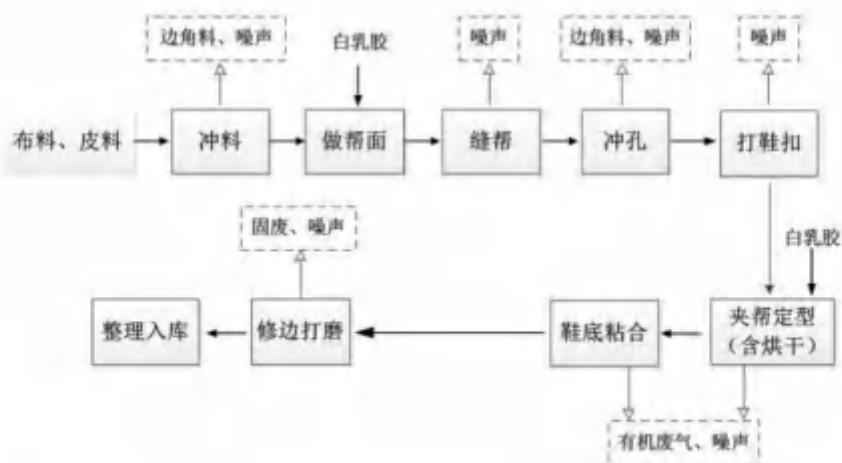 边角料、噪声
白乳胶
噪声
边角料、噪声
噪声
布料、皮料
冲料
做帮面
缝帮
冲孔
打鞋扣
固废、噪声
白乳胶
整理入库
修边打磨
鞋底粘合
夹帮定型
（含烘干）
有机废气、噪声